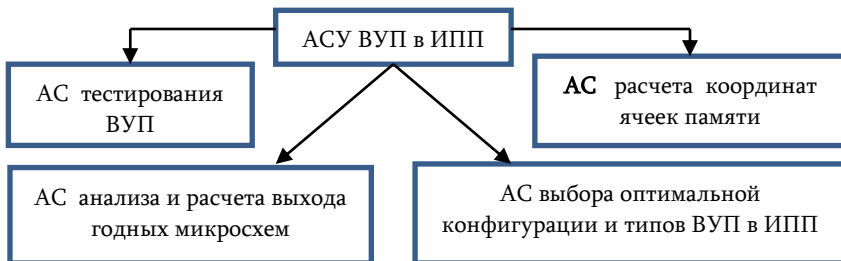 АСУ ВУП в ИПП
АС тестирования
ВУП
АС расчета координат
ячеек памяти
АС анализа и расчета выхода
годных микросхем
АС выбора оптимальной
конфигурации и типов ВУП в ИПП